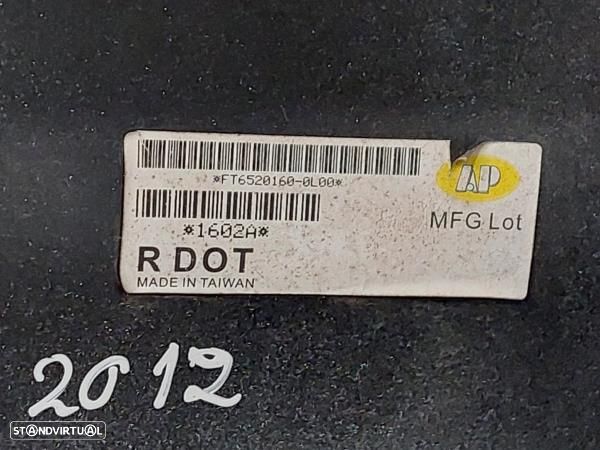 *FT6520160-0L00*
AP
*1602A*
MFG Lot
R DOT
MADE IN TAIWAN
2012
STANDVIRTUAL